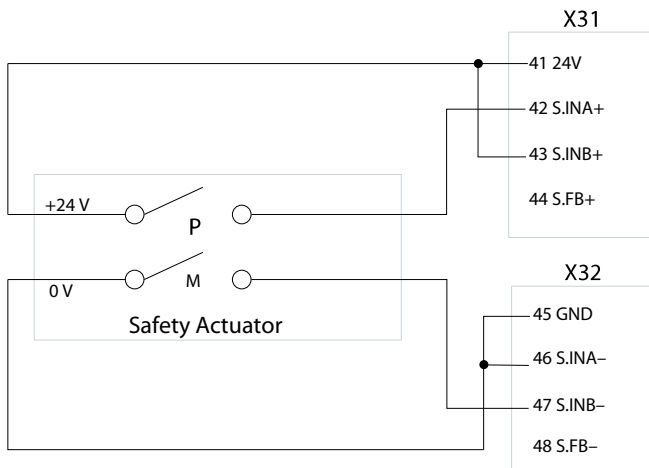 X31
41 24V
42 S.INA+
43 S.INB+
44 S.FB+
+24 V
P
M
0 V
Safety Actuator
X32
45 GND
46 S.INA–
47 S.INB–
48 S.FB–